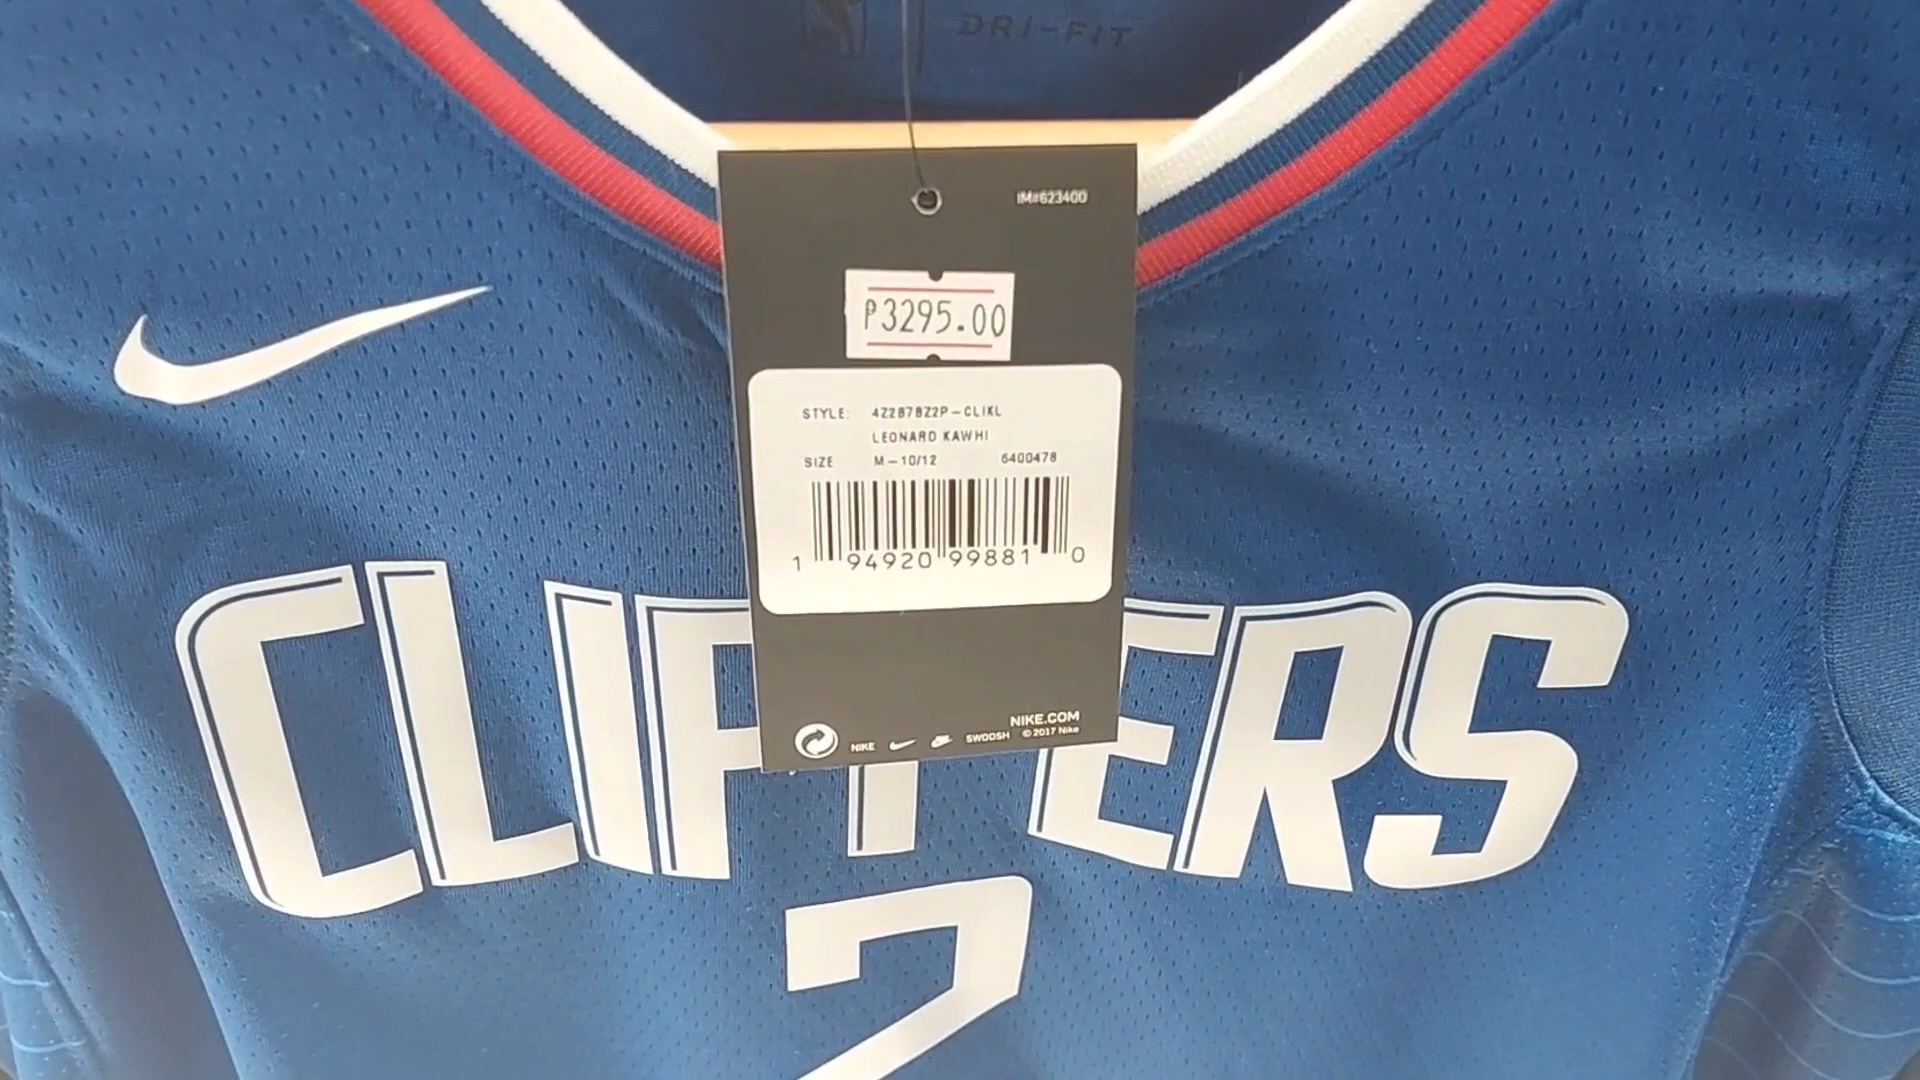 DRI-FIT
IM#623400
₱3295.00
STYLE: 4Z2B7BZ2P-CLIKL
LEONARD KAWHI
SIZE M-10/12 6400478
1 94920 99881 0
NIKE.COM
NIKE SWOOSH © 2017 Nike
CLIPPERS
2